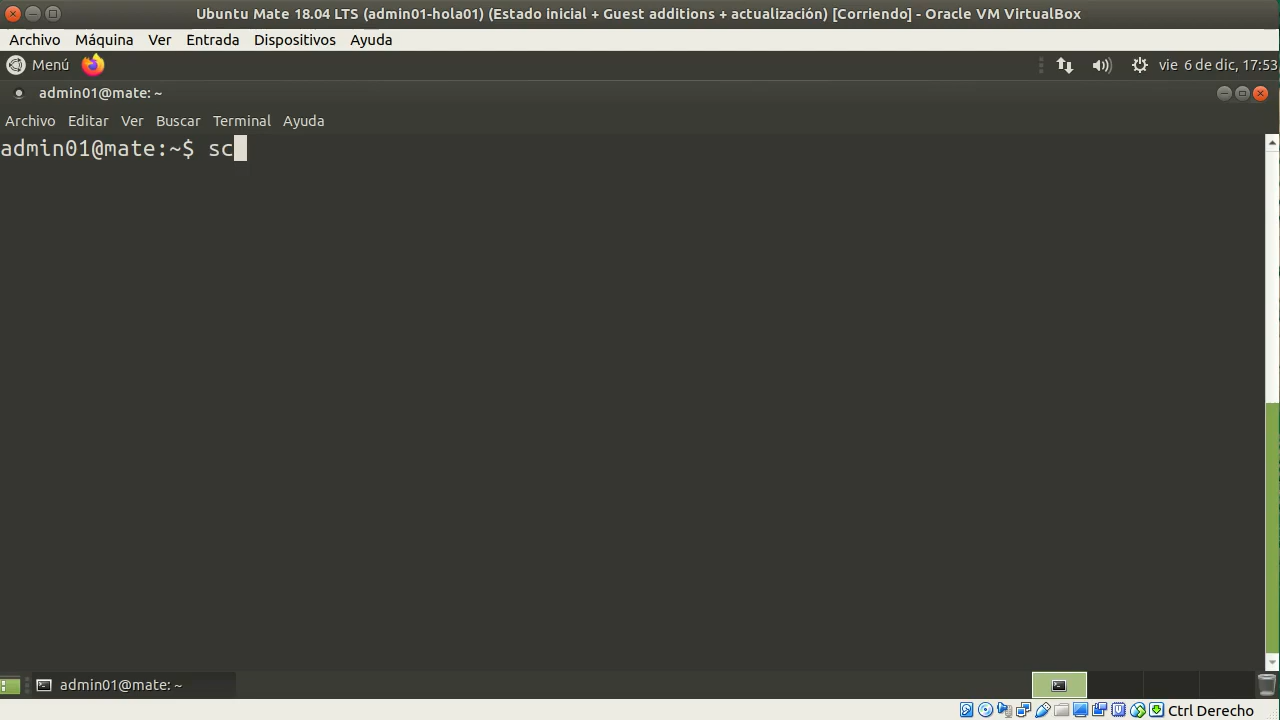 Ubuntu Mate 18.04 LTS (admin01-hola01) (Estado inicial + Guest additions + actualización) [Corriendo] - Oracle VM VirtualBox
Archivo Máquina Ver Entrada Dispositivos Ayuda
Menú vie 6 de dic, 17:53
admin01@mate: ~
Archivo Editar Ver Buscar Terminal Ayuda
admin01@mate:~$ sc
admin01@mate: ~
Ctrl Derecho